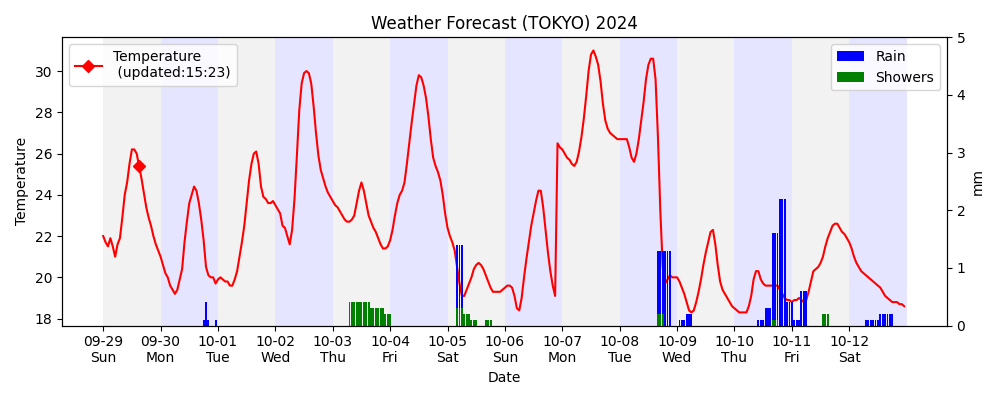 Weather Forecast (TOKYO) 2024
Temperature
(updated:15:23)
Rain
Showers
Temperature
30
28
26
24
22
20
18
5
4
3
2
1
0
mm
09-29 09-30 10-01 10-02 10-03 10-04 10-05 10-06 10-07 10-08 10-09 10-10 10-11 10-12
Sun Mon Tue Wed Thu Fri Sat Sun Mon Tue Wed Thu Fri Sat
Date